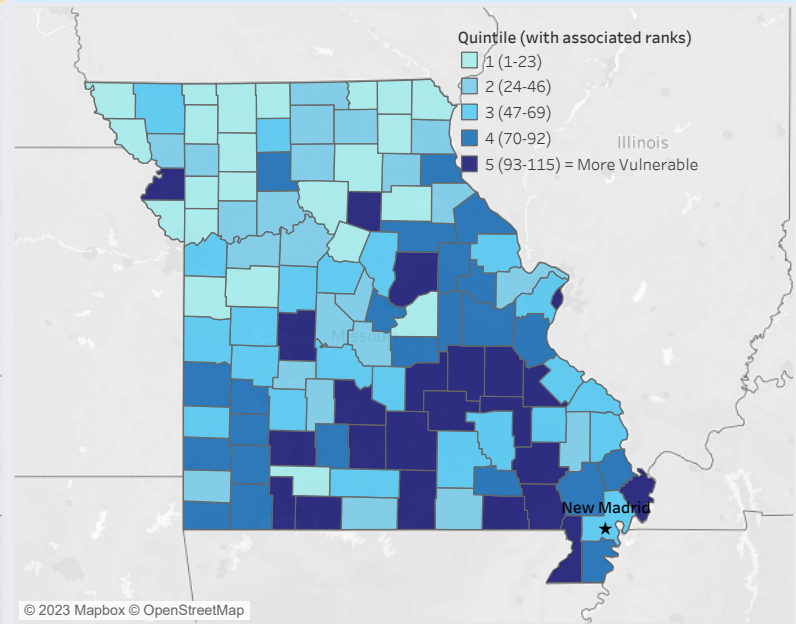 Quintile (with associated ranks)
1 (1-23)
2 (24-46)
3 (47-69)
4 (70-92)
5 (93-115) = More Vulnerable
Illinois
Missouri
New Madrid
© 2023 Mapbox © OpenStreetMap